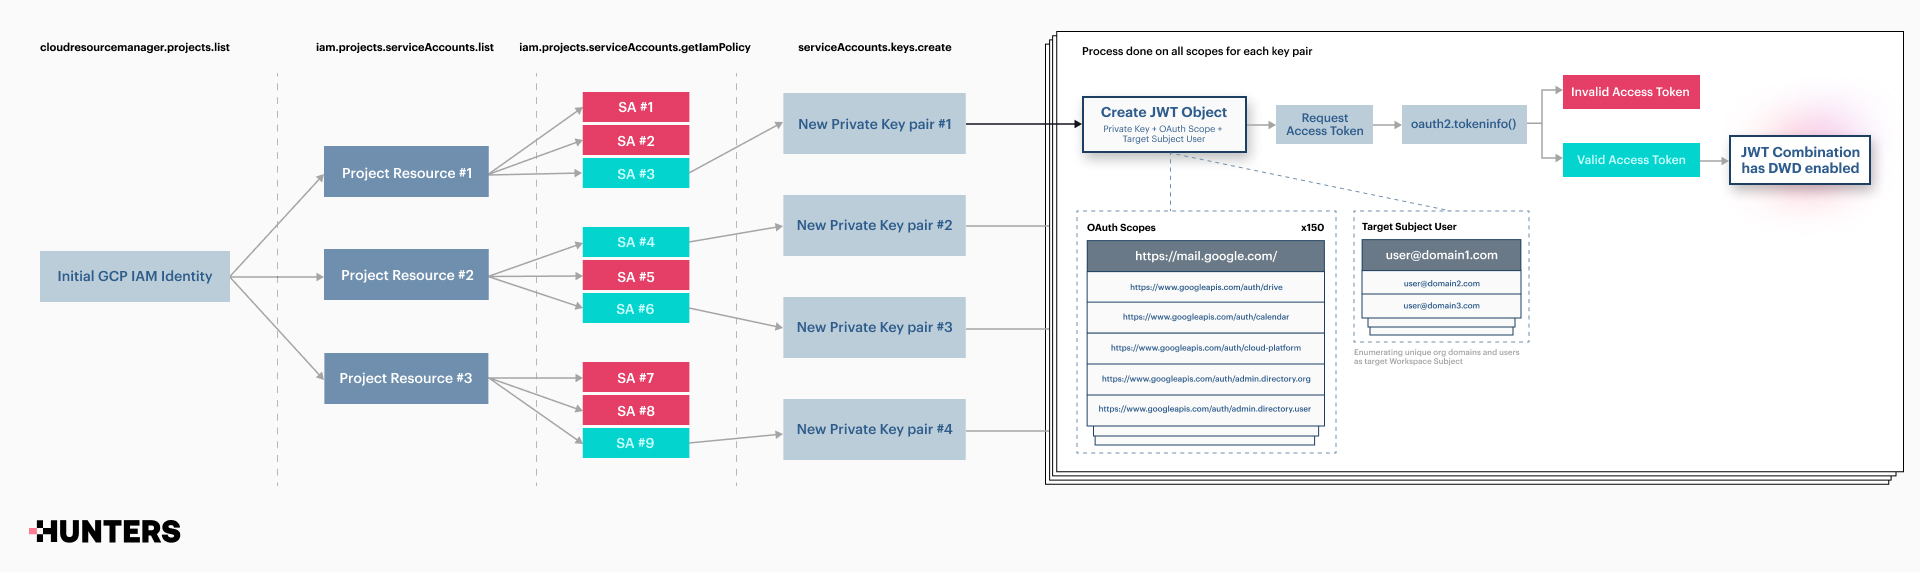 cloudresourcemanager.projects.list
iam.projects.serviceAccounts.list
iam.projects.serviceAccounts.getIamPolicy
serviceAccounts.keys.create
Initial GCP IAM Identity
Project Resource #1
Project Resource #2
Project Resource #3
SA #1
SA #2
SA #3
SA #4
SA #5
SA #6
SA #7
SA #8
SA #9
New Private Key pair #1
New Private Key pair #2
New Private Key pair #3
New Private Key pair #4
Process done on all scopes for each key pair
Create JWT Object
Private Key + OAuth Scope +
Target Subject User
Request
Access Token
oauth2.tokeninfo()
Invalid Access Token
Valid Access Token
JWT Combination
has DWD enabled
OAuth Scopes
x150
https://mail.google.com/
https://www.googleapis.com/auth/drive
https://www.googleapis.com/auth/calendar
https://www.googleapis.com/auth/cloud-platform
https://www.googleapis.com/auth/admin.directory.org
https://www.googleapis.com/auth/admin.directory.user
Target Subject User
user@domain1.com
user@domain2.com
user@domain3.com
Enumerating unique org domains and users
as target Workspace Subject
HUNTERS